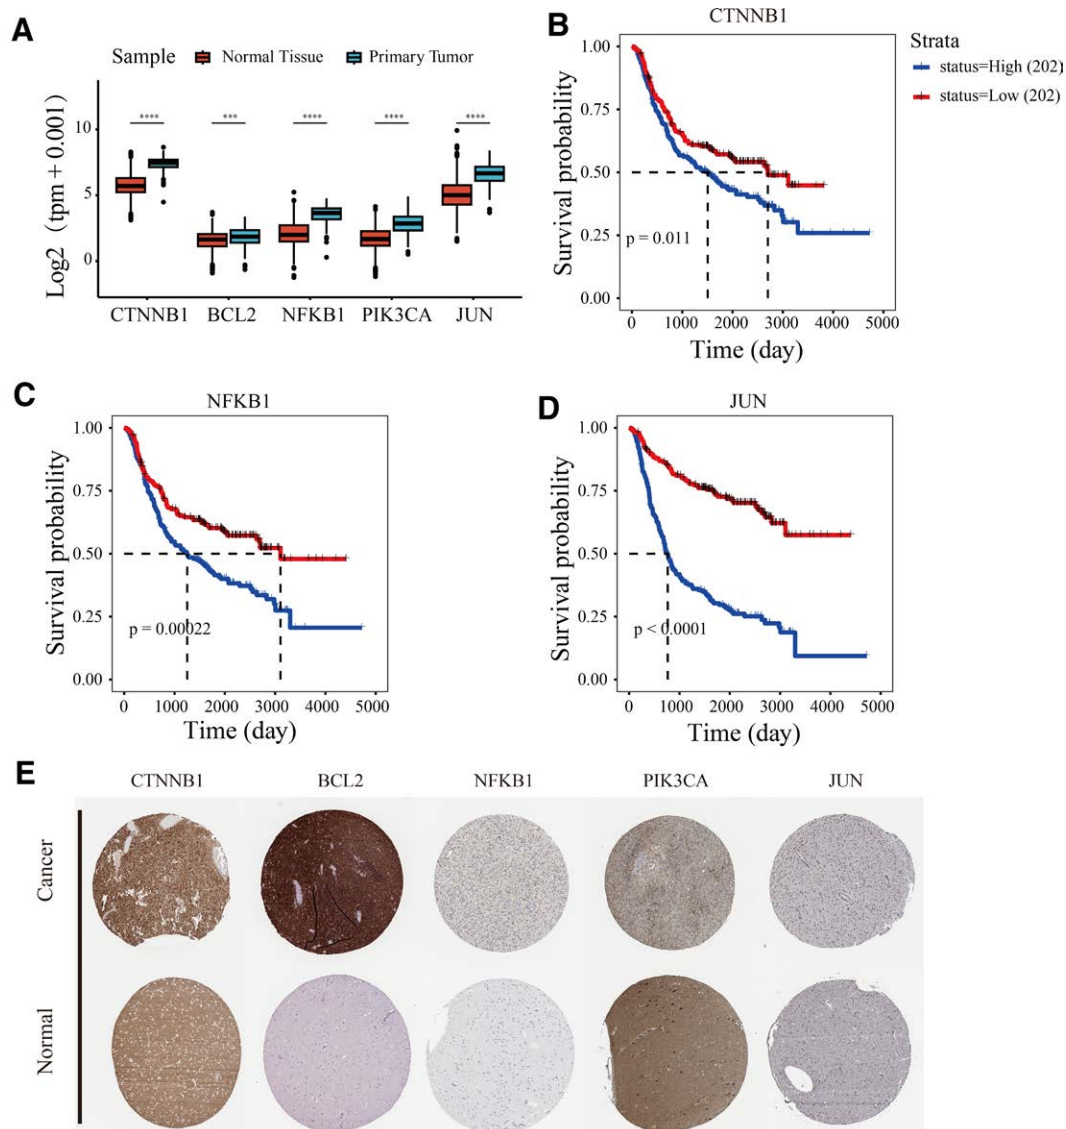 A
Sample Normal Tissue Primary Tumor
**** *** **** **** ****
10
5
0
Log2 (tpm + 0.001)
CTNNB1 BCL2 NFKB1 PIK3CA JUN
B
CTNNB1
Strata
status=High (202)
status=Low (202)
1.00
0.75
0.50
0.25
0.00
Survival probability
p = 0.011
0 1000 2000 3000 4000 5000
Time (day)
C
NFKB1
1.00
0.75
0.50
0.25
0.00
Survival probability
p = 0.00022
0 1000 2000 3000 4000 5000
Time (day)
D
JUN
1.00
0.75
0.50
0.25
0.00
Survival probability
p < 0.0001
0 1000 2000 3000 4000 5000
Time (day)
E
CTNNB1 BCL2 NFKB1 PIK3CA JUN
Cancer
Normal